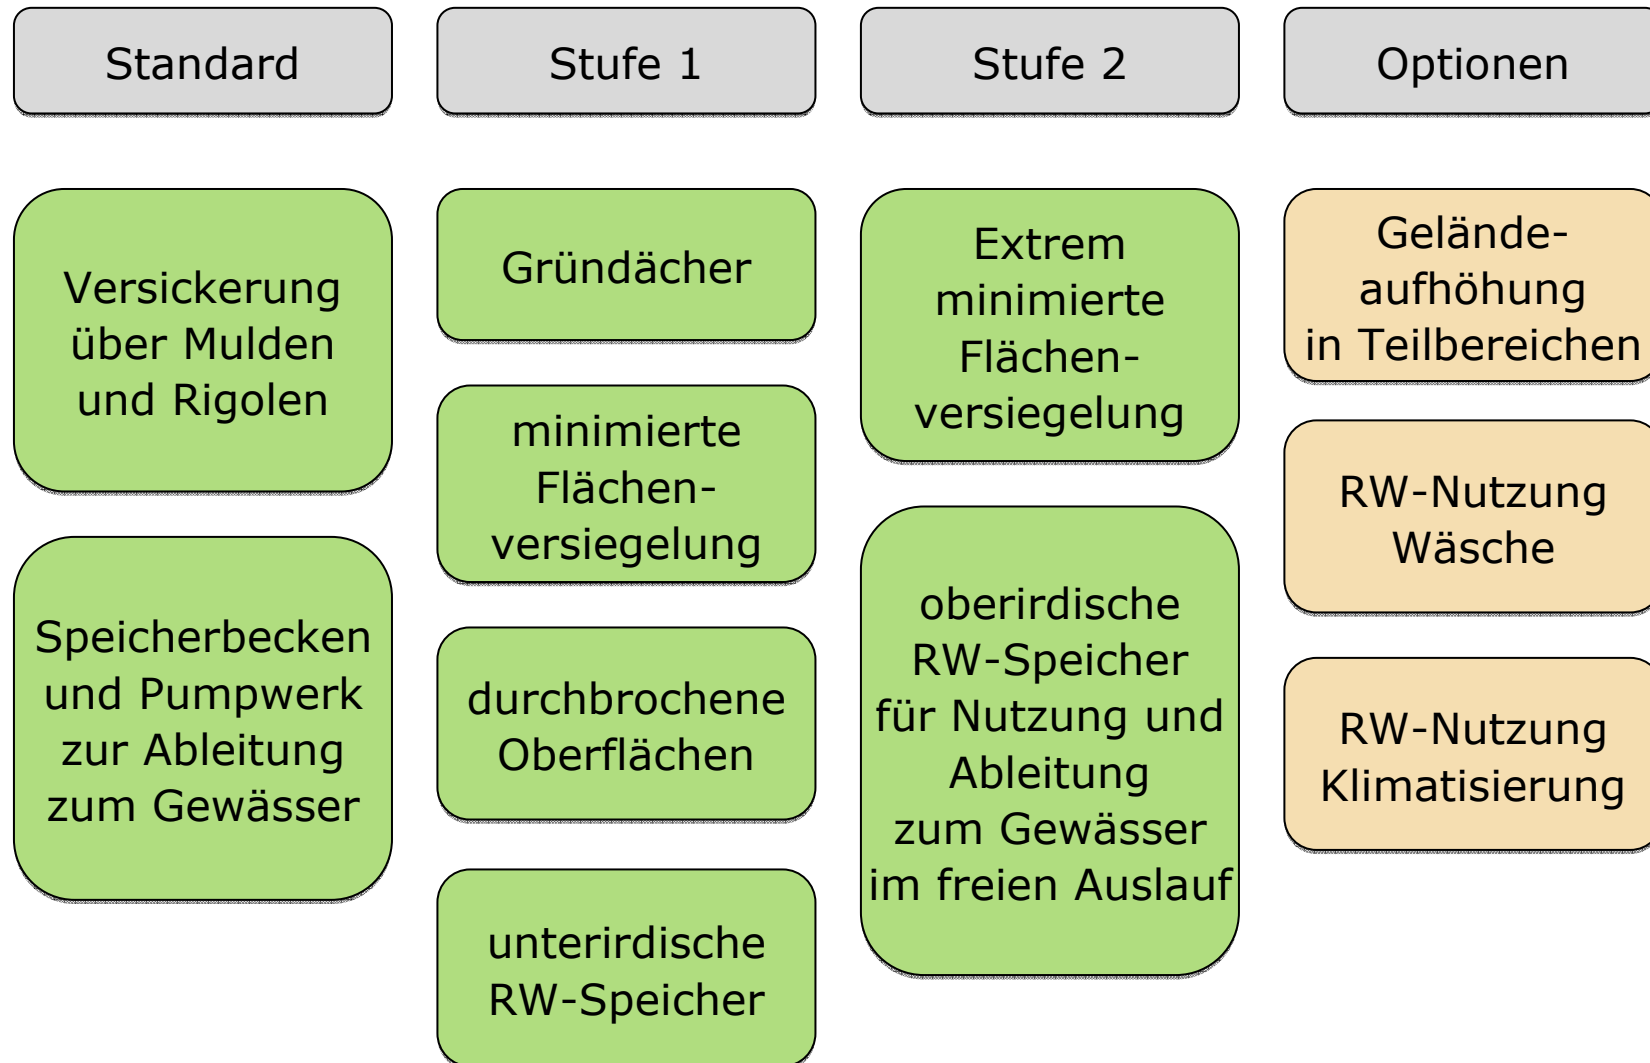 Standard
Stufe 1
Stufe 2
Optionen
Versickerung
über Mulden
und Rigolen
Speicherbecken
und Pumpwerk
zur Ableitung
zum Gewässer
Gründächer
minimierte
Flächen-
versiegelung
durchbrochene
Oberflächen
unterirdische
RW-Speicher
Extrem
minimierte
Flächen-
versiegelung
oberirdische
RW-Speicher
für Nutzung und
Ableitung
zum Gewässer
im freien Auslauf
Gelände-
aufhöhung
in Teilbereichen
RW-Nutzung
Wäsche
RW-Nutzung
Klimatisierung